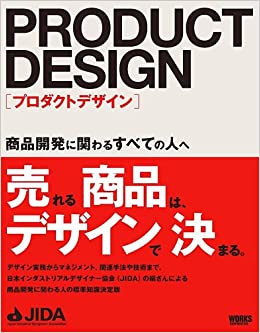 PRODUCT
DESIGN
[プロダクトデザイン]
商品開発に関わるすべての人へ
売れる商品は、
デザインで決まる。
デザイン実践からマネジメント、関連手法や技術まで、
日本インダストリアルデザイナー協会(JIDA)の組さんによる
商品開発に関わる人の標準知識決定版
JIDA
WORKS